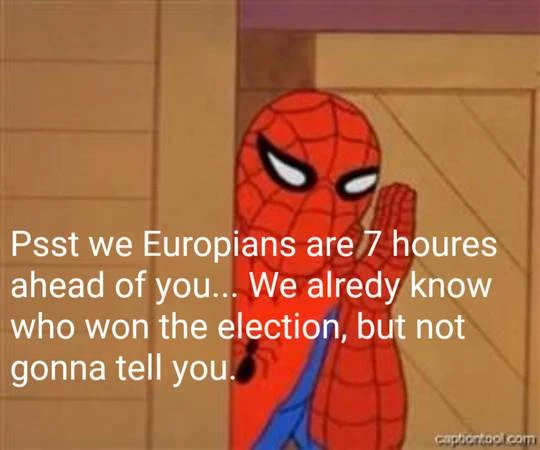 Psst we Europians are 7 houres
ahead of you... We alredy know
who won the election, but not
gonna tell you.
captiontool.com